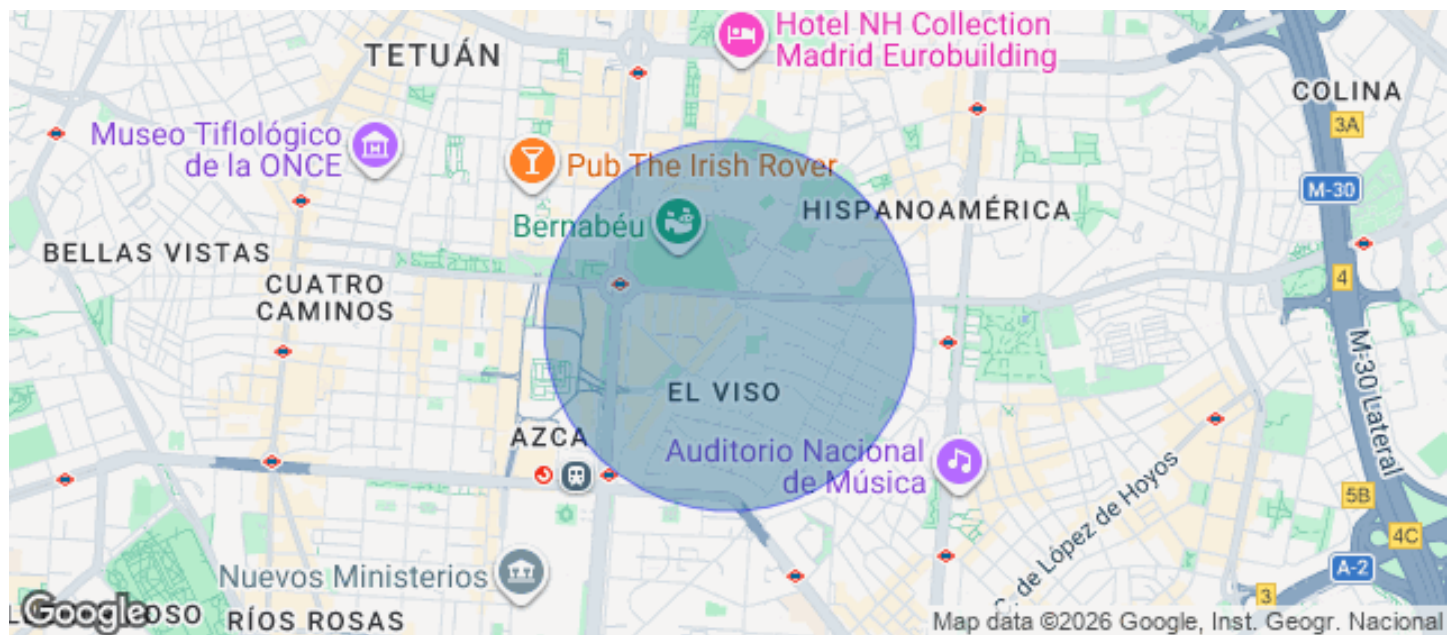 Hotel NH Collection
Madrid Eurobuilding
TETUÁN
COLINA
3A
Museo Tiflológico
de la ONCE
Pub The Irish Rover
M-30
Bernabéu
HISPANOAMÉRICA
BELLAS VISTAS
CUATRO
CAMINOS
4
M-30 Lateral
EL VISO
AZCA
Auditorio Nacional
de Música
C. de López de Hoyos
5B
4C
A-2
3
Nuevos Ministerios
Google
OSO
RÍOS ROSAS
Map data ©2026 Google, Inst. Geogr. Nacional